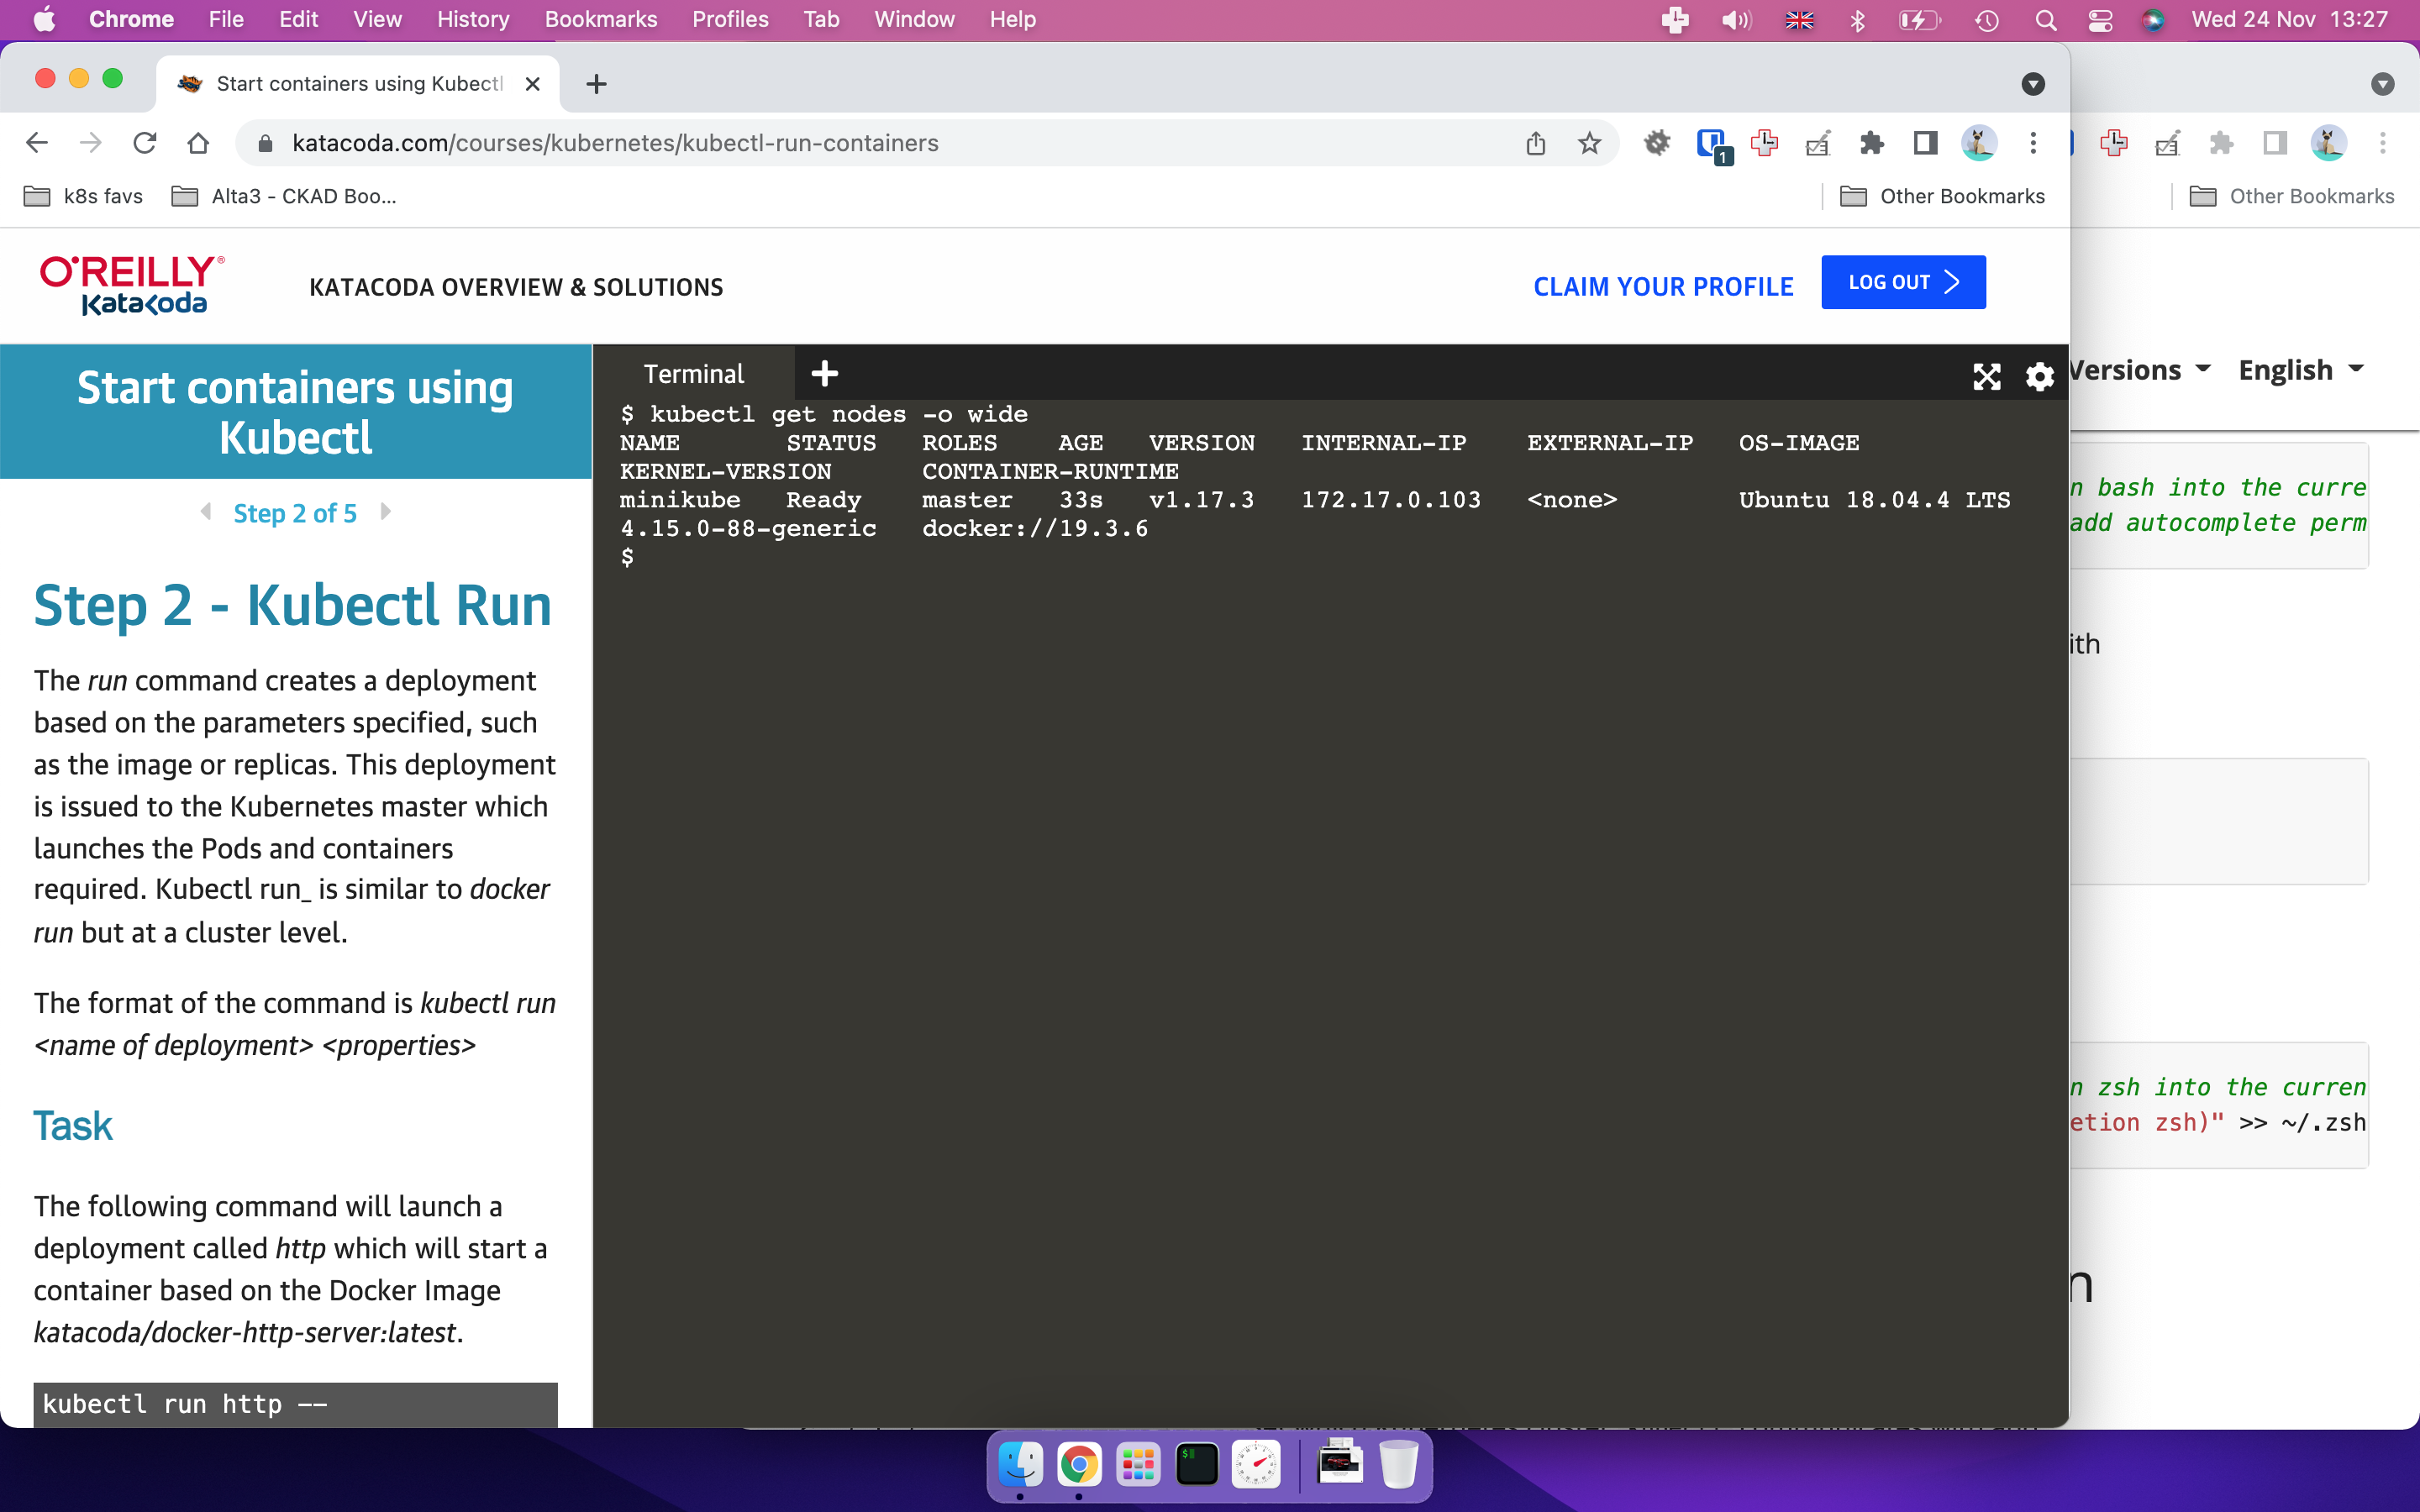 Chrome File Edit View History Bookmarks Profiles Tab Window Help Wed 24 Nov 13:27
Start containers using Kubectl
katacoda.com/courses/kubernetes/kubectl-run-containers
1
k8s favs Alta3 - CKAD Boo... Other Bookmarks Other Bookmarks
O'REILLY®
Katacoda
KATACODA OVERVIEW & SOLUTIONS
CLAIM YOUR PROFILE
LOG OUT
Versions English
Start containers using
Kubectl
Step 2 of 5
Step 2 - Kubectl Run
The run command creates a deployment
based on the parameters specified, such
as the image or replicas. This deployment
is issued to the Kubernetes master which
launches the Pods and containers
required. Kubectl run_ is similar to docker
run but at a cluster level.
The format of the command is kubectl run
<name of deployment> <properties>
Task
The following command will launch a
deployment called http which will start a
container based on the Docker Image
katacoda/docker-http-server:latest.
kubectl run http --
Terminal
$ kubectl get nodes -o wide
NAME STATUS ROLES AGE VERSION INTERNAL-IP EXTERNAL-IP OS-IMAGE
KERNEL-VERSION CONTAINER-RUNTIME
minikube Ready master 33s v1.17.3 172.17.0.103 <none> Ubuntu 18.04.4 LTS
4.15.0-88-generic docker://19.3.6
$
n bash into the curre
add autocomplete perm
ith
n zsh into the curren
etion zsh)" >> ~/.zsh
n